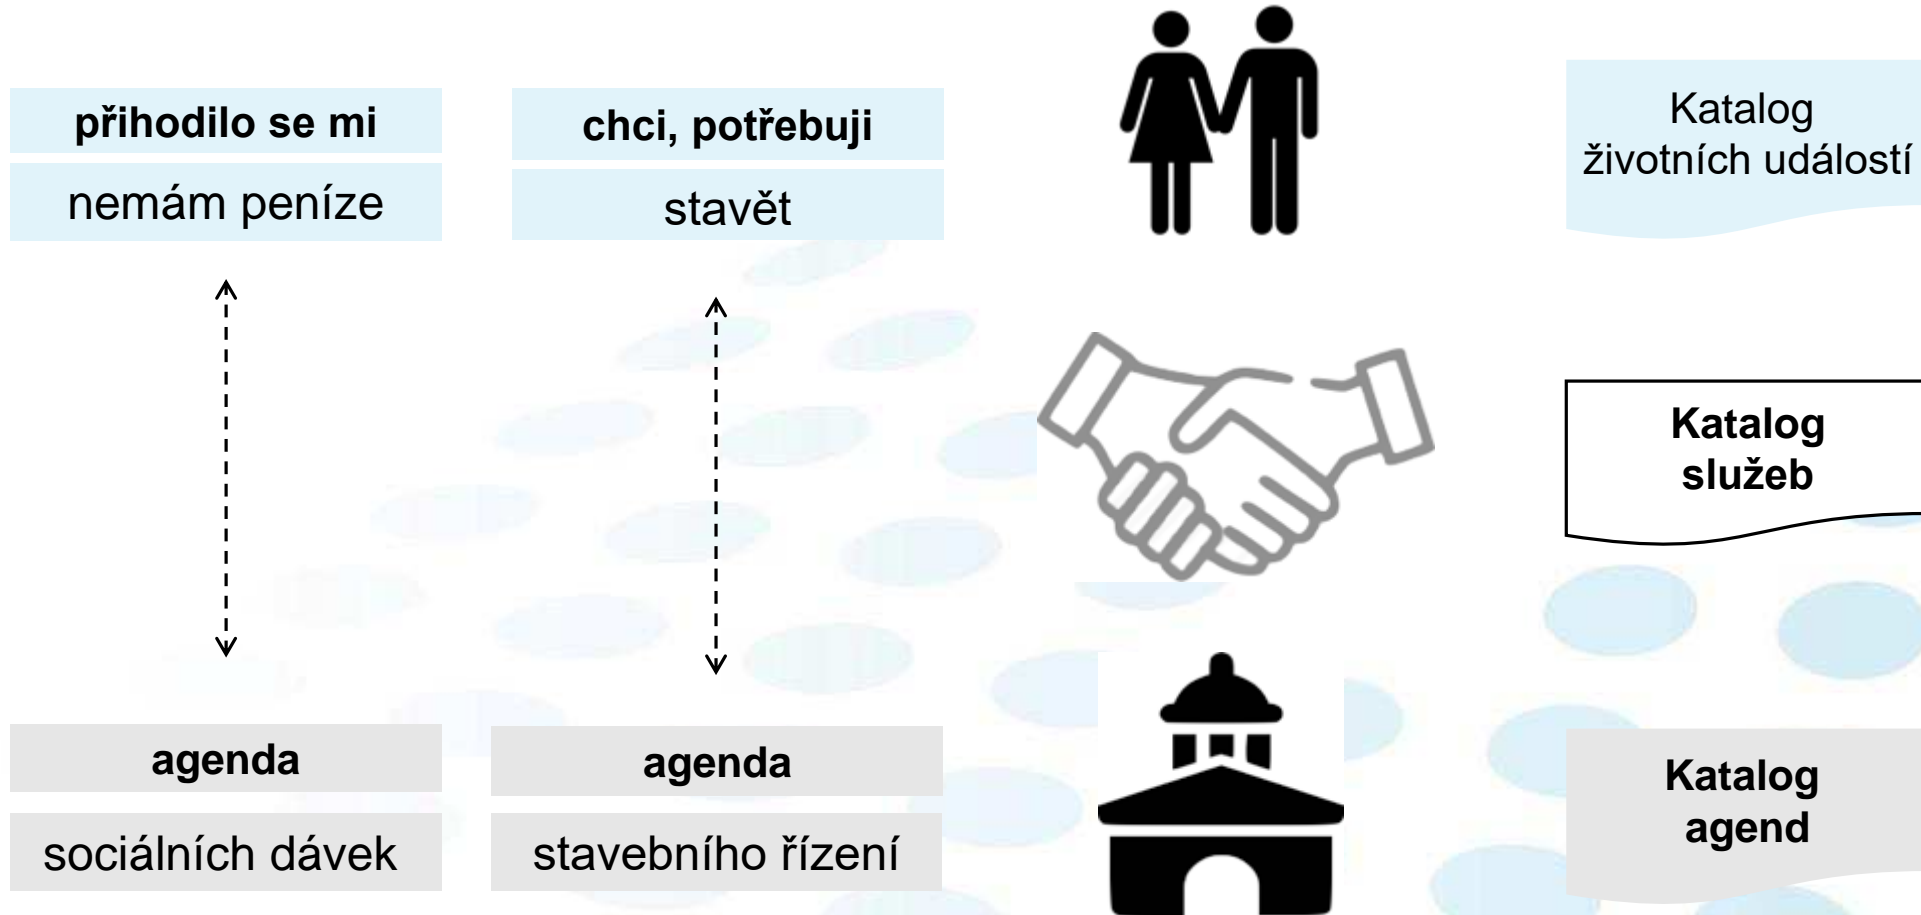 přihodilo se mi
nemám peníze
chci, potřebuji
stavět
Katalog
životních událostí
Katalog
služeb
agenda
sociálních dávek
agenda
stavebního řízení
Katalog
agend